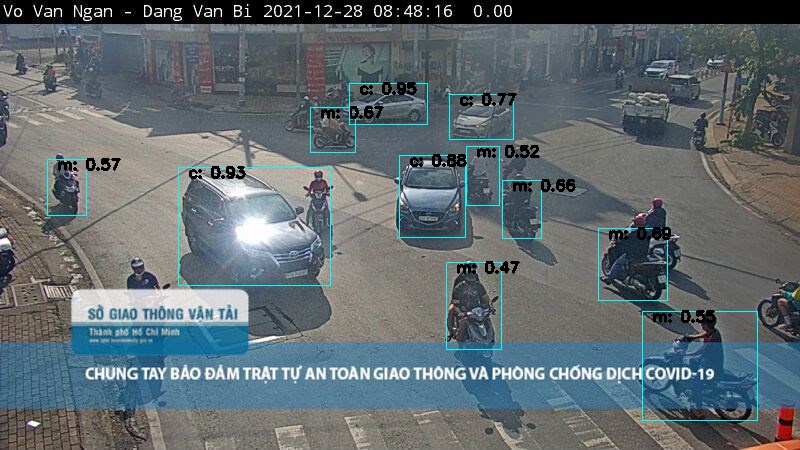 Vo Van Ngan - Dang Van Bi 2021-12-28 08:48:16 0.00
c: 0.95
c: 0.77
m: 0.67
m: 0.52
m: 0.57
c: 0.93
c: 0.88
m: 0.66
m: 0.69
m: 0.47
m: 0.55
SỞ GIAO THÔNG VẬN TẢI
Thành phố Hồ Chí Minh
CHUNG TAY BẢO ĐẢM TRẬT TỰ AN TOÀN GIAO THÔNG VÀ PHÒNG CHỐNG DỊCH COVID-19